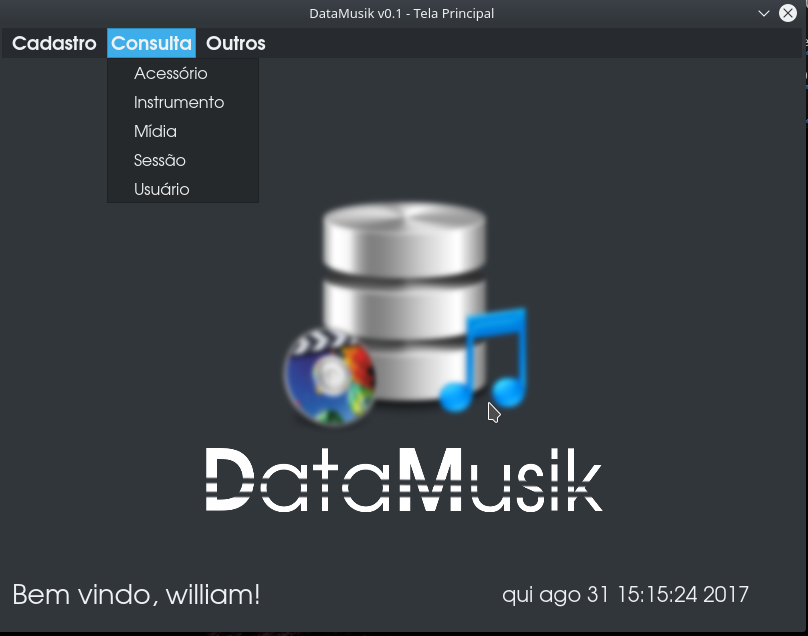 DataMusik v0.1 - Tela Principal
Cadastro Consulta Outros
Acessório
Instrumento
Mídia
Sessão
Usuário
DataMusik
Bem vindo, william!
qui ago 31 15:15:24 2017